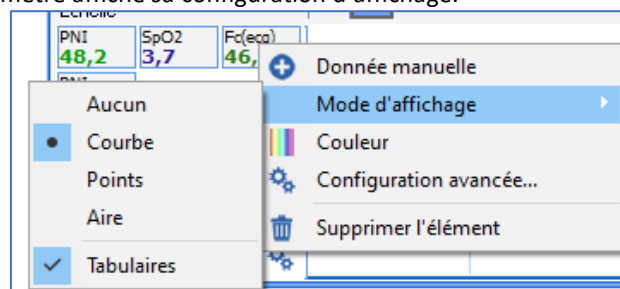 mètre affiche sa configuration d'affichage.
Echelle
PNI SpO2 Fc(ecg)
48,2 3,7 46,
PNI
Donnée manuelle
Mode d'affichage
Couleur
Configuration avancée...
Supprimer l'élément
Aucun
Courbe
Points
Aire
Tabulaires